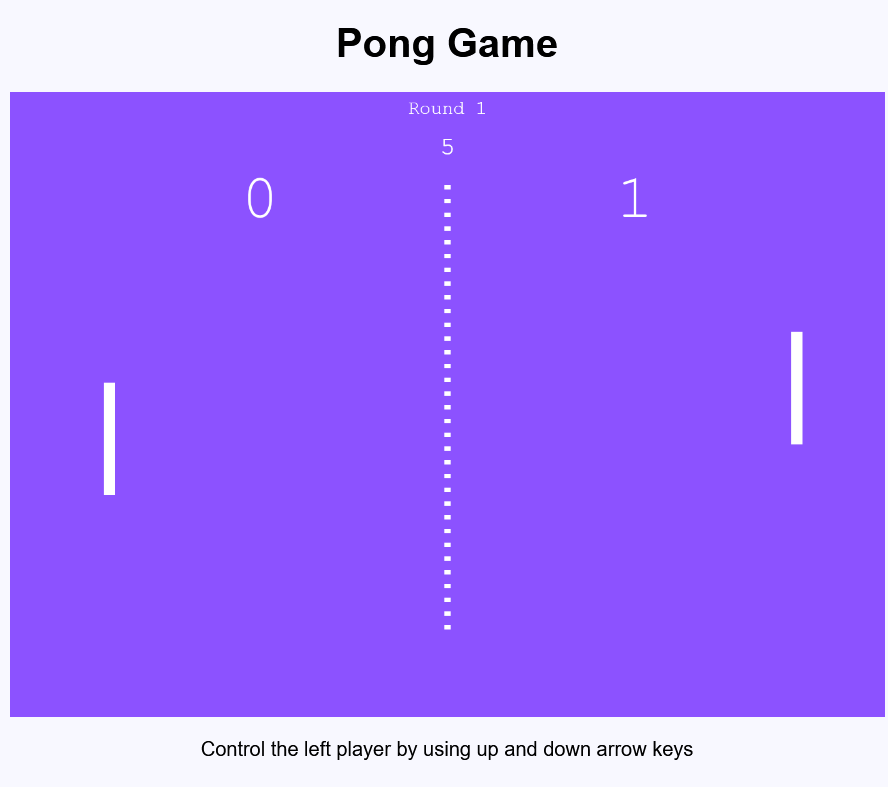 Pong Game
Round 1
5
0 1
Control the left player by using up and down arrow keys